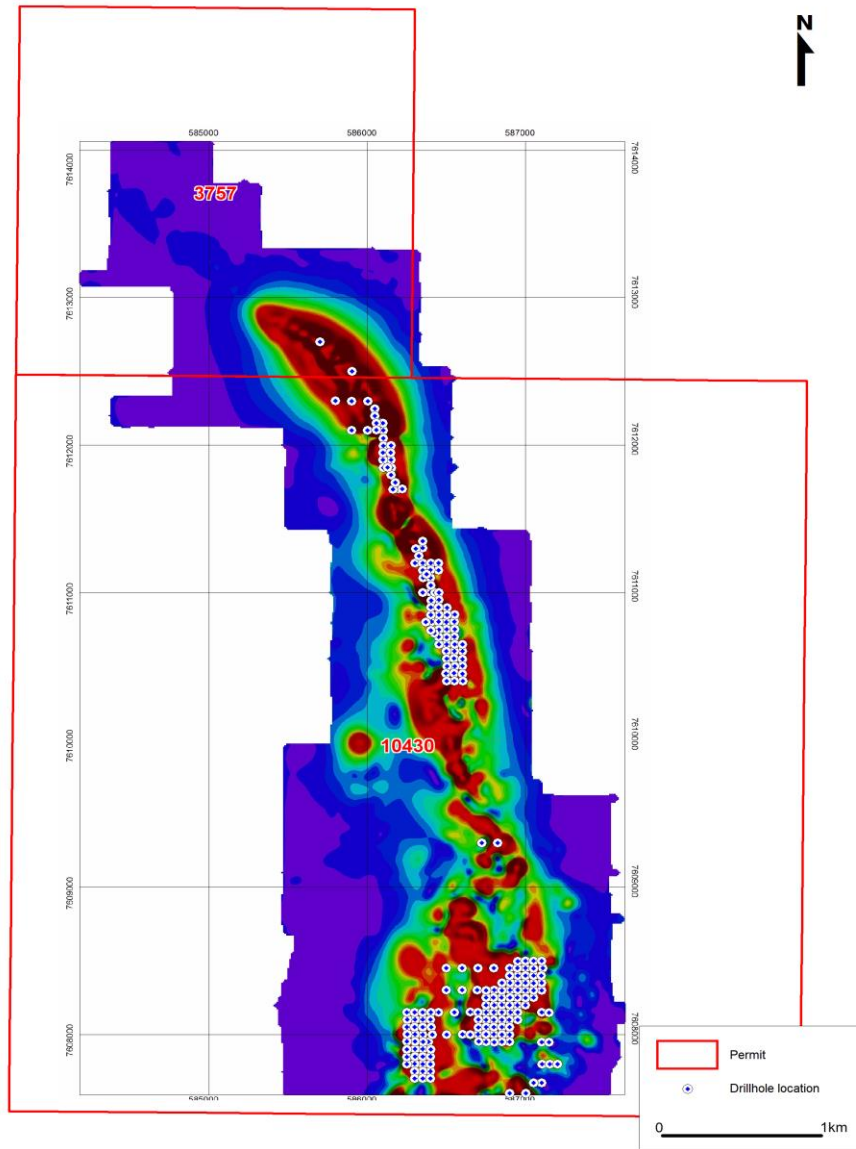 N
585000 586000 587000
7614000 7614000
3757
7613000 7613000
7612000 7612000
7611000 7611000
7610000 7610000
10430
7609000 7609000
7608000 7608000
585000 586000 587000
Permit
Drillhole location
0 1km